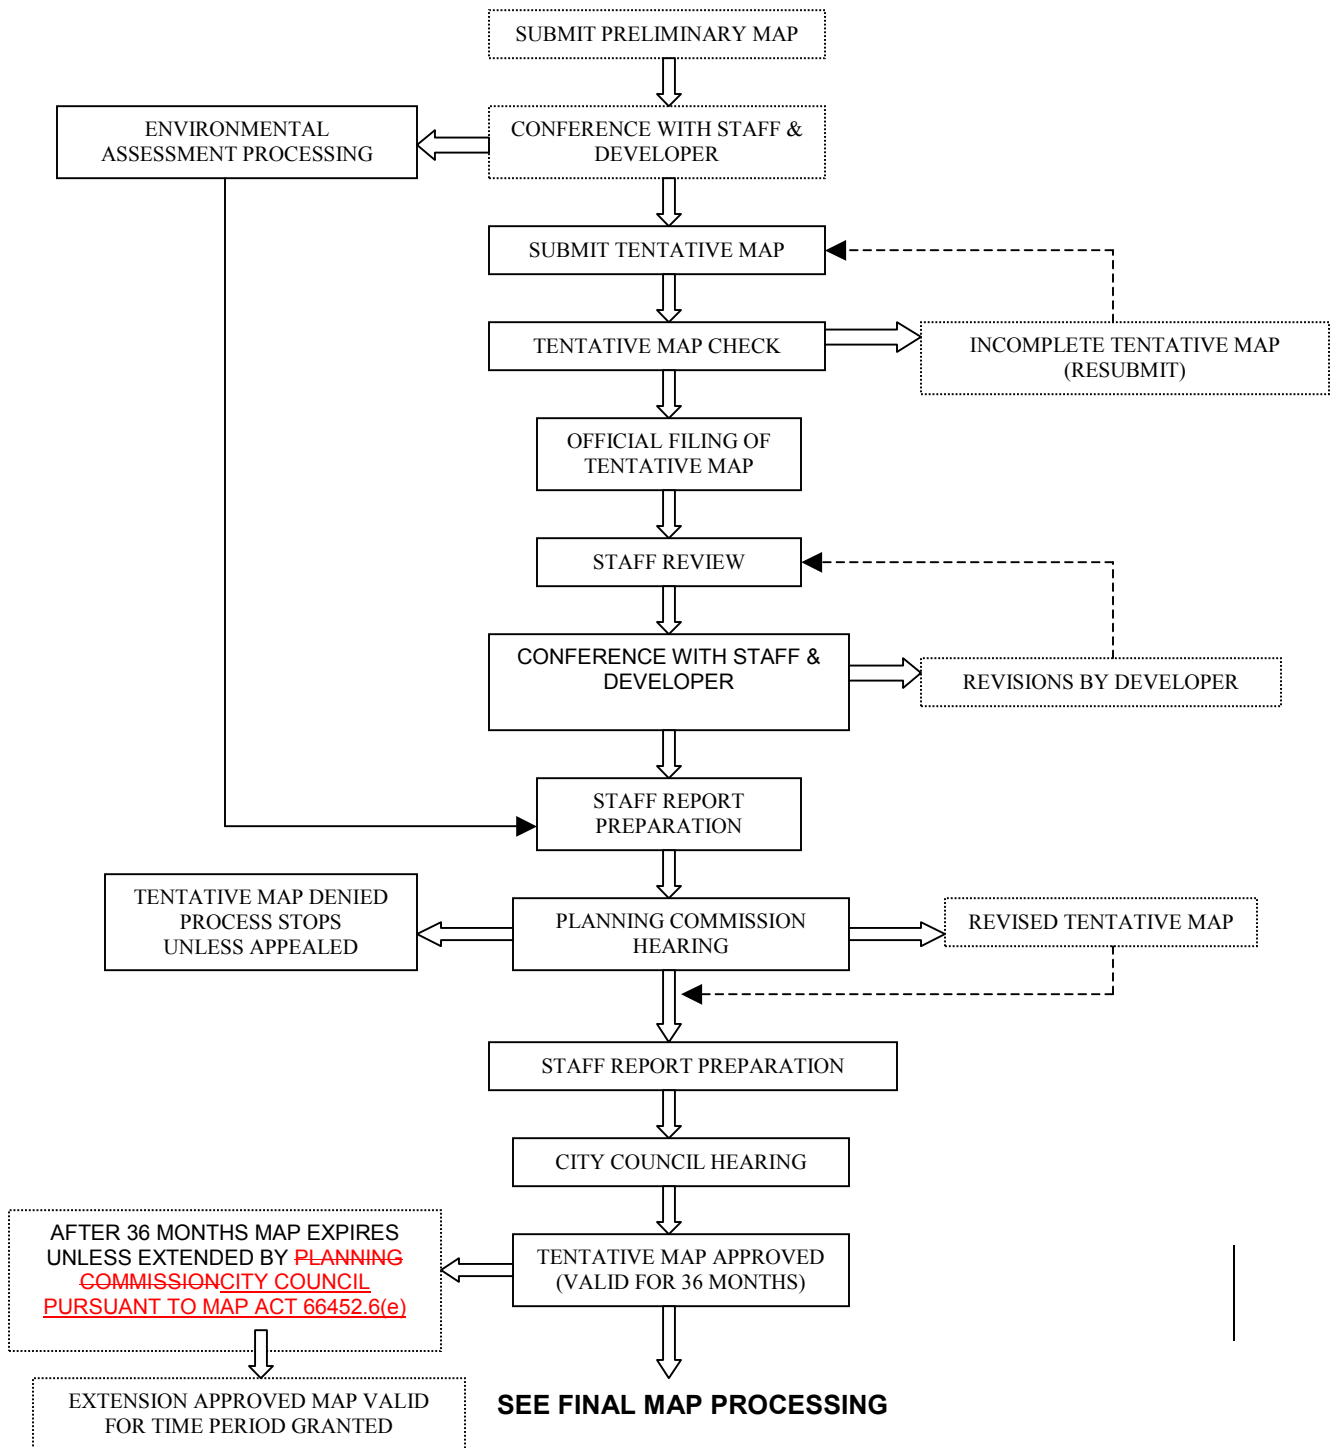 SUBMIT PRELIMINARY MAP
ENVIRONMENTAL
ASSESSMENT PROCESSING
CONFERENCE WITH STAFF &
DEVELOPER
SUBMIT TENTATIVE MAP
TENTATIVE MAP CHECK
INCOMPLETE TENTATIVE MAP
(RESUBMIT)
OFFICIAL FILING OF
TENTATIVE MAP
STAFF REVIEW
CONFERENCE WITH STAFF &
DEVELOPER
REVISIONS BY DEVELOPER
STAFF REPORT
PREPARATION
TENTATIVE MAP DENIED
PROCESS STOPS
UNLESS APPEALED
PLANNING COMMISSION
HEARING
REVISED TENTATIVE MAP
STAFF REPORT PREPARATION
CITY COUNCIL HEARING
AFTER 36 MONTHS MAP EXPIRES
UNLESS EXTENDED BY PLANNING
COMMISSIONCITY COUNCIL
PURSUANT TO MAP ACT 66452.6(e)
TENTATIVE MAP APPROVED
(VALID FOR 36 MONTHS)
EXTENSION APPROVED MAP VALID
FOR TIME PERIOD GRANTED
SEE FINAL MAP PROCESSING